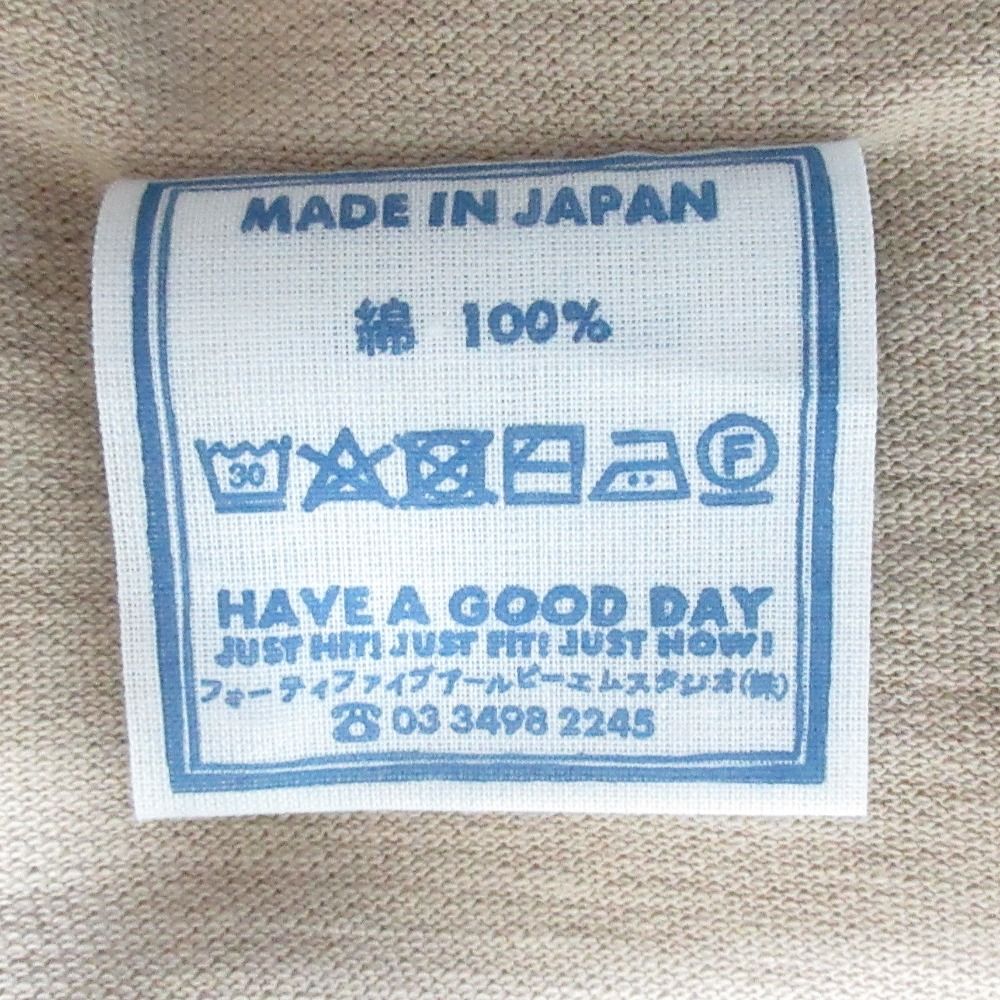 MADE IN JAPAN
綿 100%
30 F
HAVE A GOOD DAY
JUST HIT! JUST FIT! JUST NOW!
フォーティファイブアールピーエムスタジオ(株)
☎ 03 3498 2245